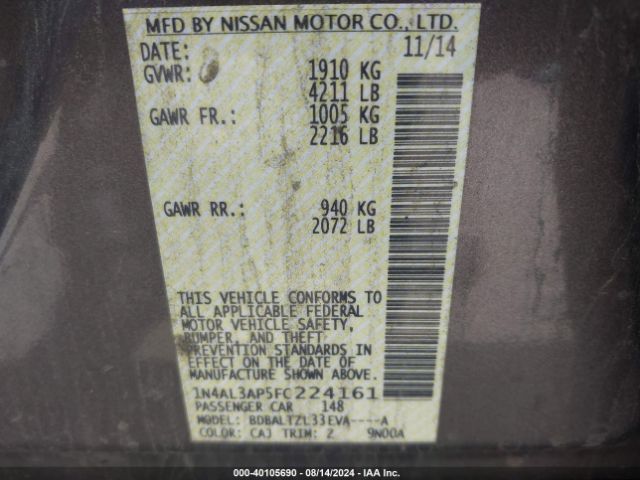 MFD BY NISSAN MOTOR CO., LTD.
DATE: 11/14
GVWR: 1910 KG
4211 LB
GAWR FR.: 1005 KG
2216 LB
GAWR RR.: 940 KG
2072 LB
THIS VEHICLE CONFORMS TO
ALL APPLICABLE FEDERAL
MOTOR VEHICLE SAFETY,
BUMPER, AND THEFT
PREVENTION STANDARDS IN
EFFECT ON THE DATE OF
MANUFACTURE SHOWN ABOVE.
1N4AL3AP5FC224161
PASSENGER CAR 148
MODEL: BDBALTZL33EVA----A
COLOR: CAJ TRIM: Z 9N00A
000-40105690 - 08/14/2024 - IAA Inc.